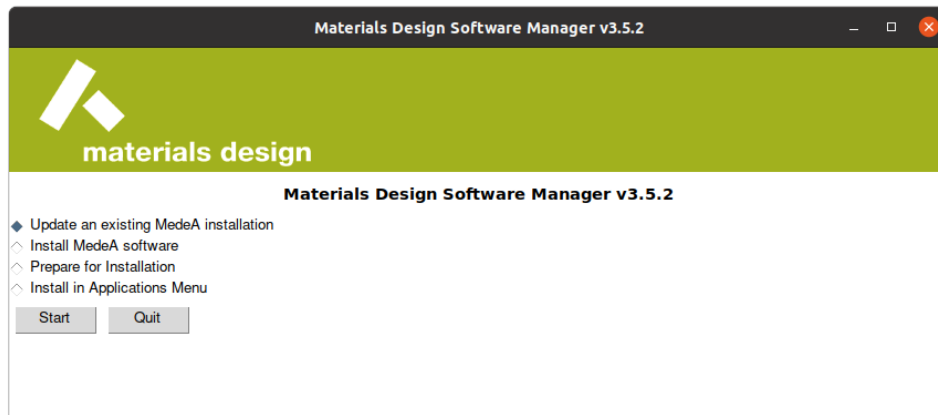 Materials Design Software Manager v3.5.2
materials design
Materials Design Software Manager v3.5.2
Update an existing MedeA installation
Install MedeA software
Prepare for Installation
Install in Applications Menu
Start Quit